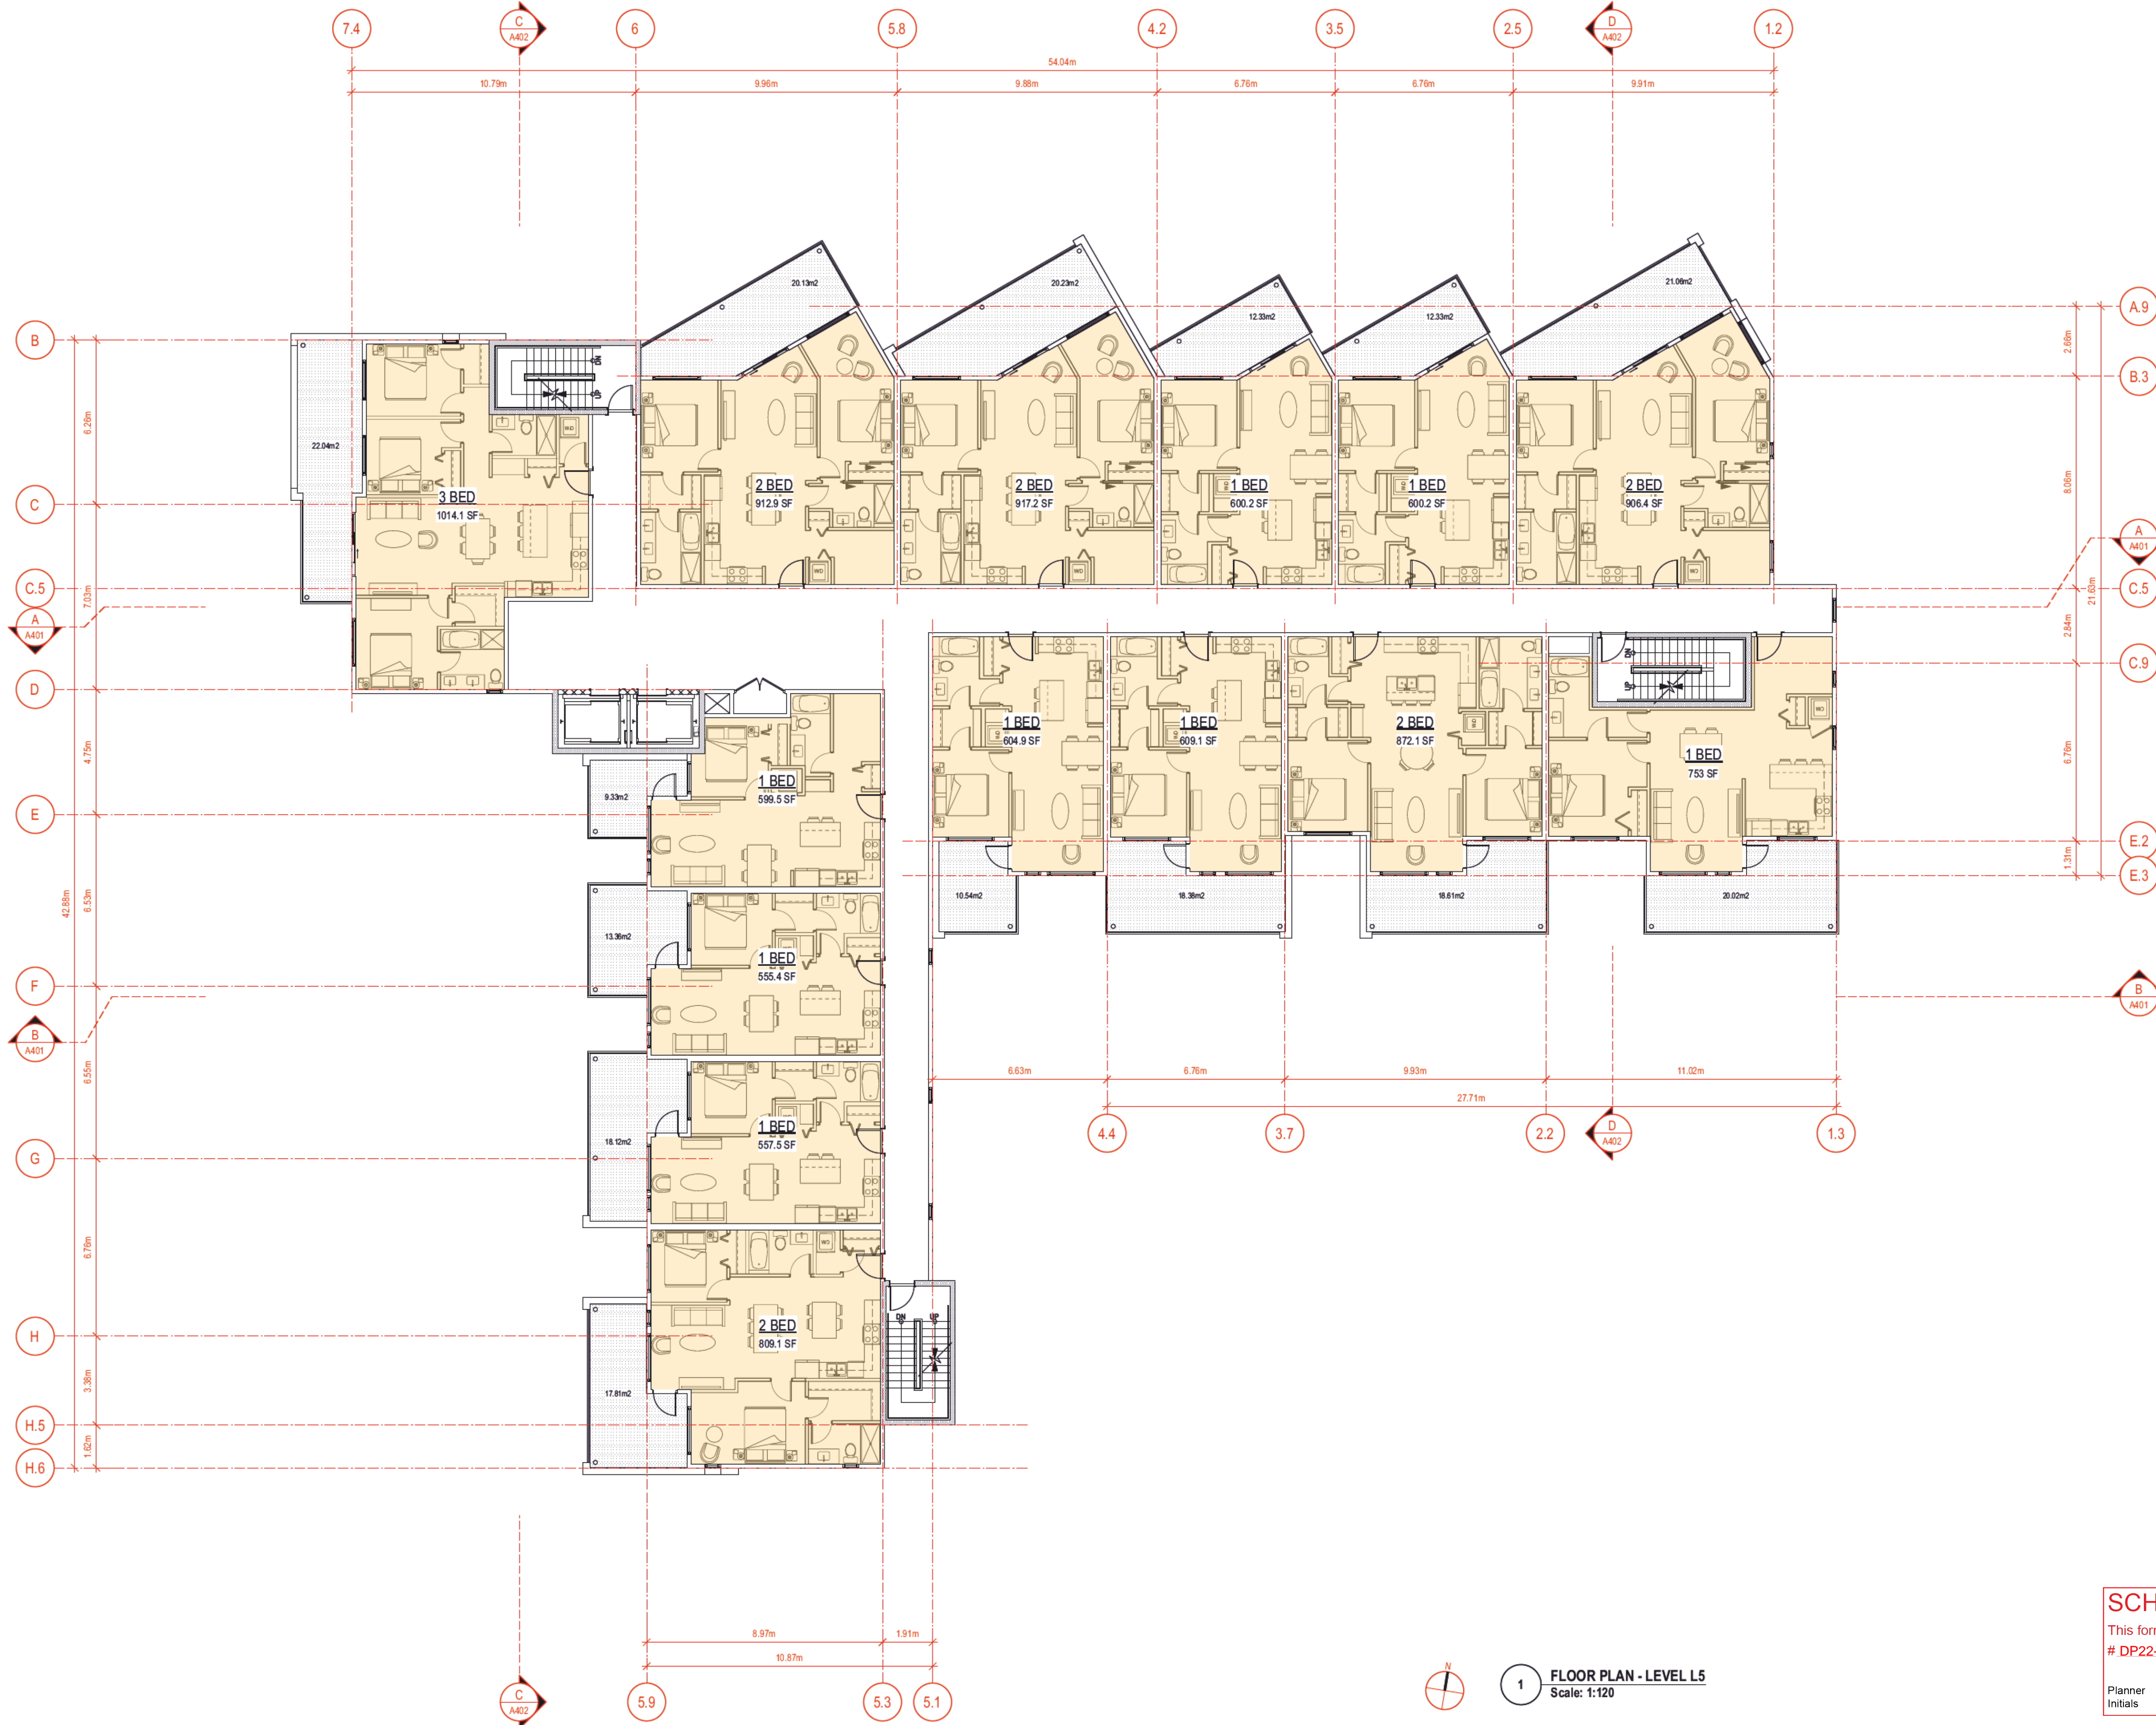 7.4
C
A402
6
5.8
4.2
3.5
2.5
D
A402
1.2
54.04m
10.79m
9.96m
9.88m
6.76m
6.76m
9.91m
20.13m2
20.23m2
12.33m2
12.33m2
21.06m2
A.9
B
2.66m
B.3
DN
UP
6.26m
22.04m2
W/D
8.06m
21.63m
C
3 BED
1014.1 SF
2 BED
912.9 SF
2 BED
917.2 SF
1 BED
600.2 SF
1 BED
600.2 SF
2 BED
906.4 SF
WD
WD
WD
A
A401
C.5
7.03m
C.5
A
A401
2.84m
DN
UP
C.9
D
1 BED
604.9 SF
1 BED
609.1 SF
2 BED
872.1 SF
1 BED
753 SF
WD
4.75m
6.76m
9.33m2
1 BED
599.5 SF
E
E.2
1.31m
E.3
42.88m
6.53m
10.54m2
18.38m2
18.61m2
20.02m2
13.36m2
1 BED
555.4 SF
F
B
A401
B
A401
6.55m
6.63m
6.76m
9.93m
11.02m
27.71m
4.4
3.7
2.2
D
A402
1.3
18.12m2
1 BED
557.5 SF
G
6.76m
WD
2 BED
809.1 SF
DN
UP
H
3.38m
17.81m2
H.5
1.62m
H.6
8.97m
1.91m
10.87m
C
A402
5.9
5.3
5.1
N
1
FLOOR PLAN - LEVEL L5
Scale: 1:120
SCH
This for
# DP22-
Planner
Initials